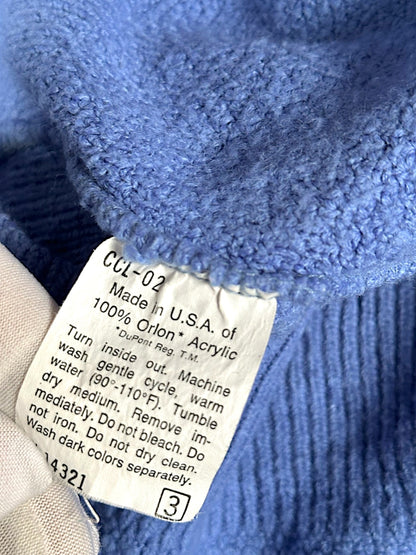 CCL-02
Made in U.S.A. of
100% Orlon* Acrylic
*DuPont Reg. T.M.
Turn inside out. Machine
wash gentle cycle, warm
water (90°-110°F). Tumble
dry medium. Remove im-
mediately. Do not bleach. Do
not iron. Do not dry clean.
Wash dark colors separately.
4321
3